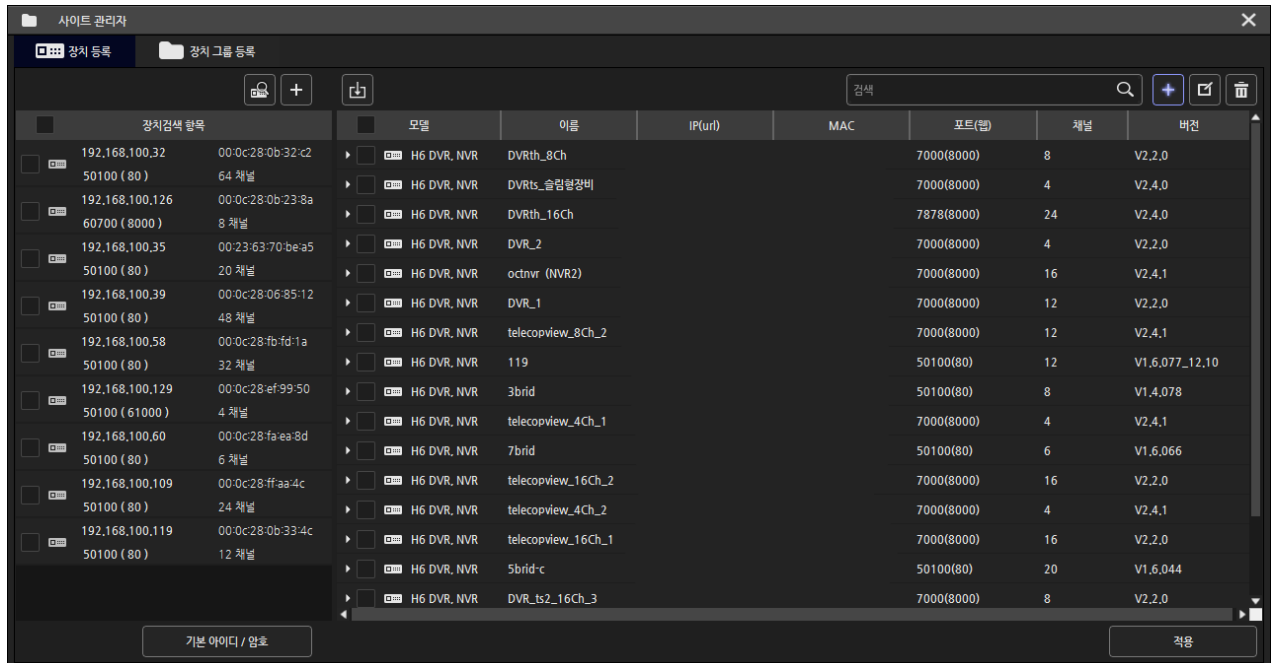 사이트 관리자
장치 등록 장치 그룹 등록
검색
장치검색 항목
192.168.100.32 00:0c:28:0b:32:c2
50100 ( 80 ) 64 채널
192.168.100.126 00:0c:28:0b:23:8a
60700 ( 8000 ) 8 채널
192.168.100.35 00:23:63:70:be:a5
50100 ( 80 ) 20 채널
192.168.100.39 00:0c:28:06:85:12
50100 ( 80 ) 48 채널
192.168.100.58 00:0c:28:fb:fd:1a
50100 ( 80 ) 32 채널
192.168.100.129 00:0c:28:ef:99:50
50100 ( 61000 ) 4 채널
192.168.100.60 00:0c:28:fa:ea:8d
50100 ( 80 ) 6 채널
192.168.100.109 00:0c:28:ff:aa:4c
50100 ( 80 ) 24 채널
192.168.100.119 00:0c:28:0b:33:4c
50100 ( 80 ) 12 채널
기본 아이디 / 암호
모델 이름 IP(url) MAC 포트(웹) 채널 버전
H6 DVR, NVR DVRth_8Ch 7000(8000) 8 V2.2.0
H6 DVR, NVR DVRts_슬림형장비 7000(8000) 4 V2.4.0
H6 DVR, NVR DVRth_16Ch 7878(8000) 24 V2.4.0
H6 DVR, NVR DVR_2 7000(8000) 4 V2.2.0
H6 DVR, NVR octnvr (NVR2) 7000(8000) 16 V2.4.1
H6 DVR, NVR DVR_1 7000(8000) 12 V2.2.0
H6 DVR, NVR telecopview_8Ch_2 7000(8000) 12 V2.4.1
H6 DVR, NVR 119 50100(80) 12 V1.6.077_12.10
H6 DVR, NVR 3brid 50100(80) 8 V1.4.078
H6 DVR, NVR telecopview_4Ch_1 7000(8000) 4 V2.4.1
H6 DVR, NVR 7brid 50100(80) 6 V1.6.066
H6 DVR, NVR telecopview_16Ch_2 7000(8000) 16 V2.2.0
H6 DVR, NVR telecopview_4Ch_2 7000(8000) 4 V2.4.1
H6 DVR, NVR telecopview_16Ch_1 7000(8000) 16 V2.2.0
H6 DVR, NVR 5brid-c 50100(80) 20 V1.6.044
H6 DVR, NVR DVR_ts2_16Ch_3 7000(8000) 8 V2.2.0
적용